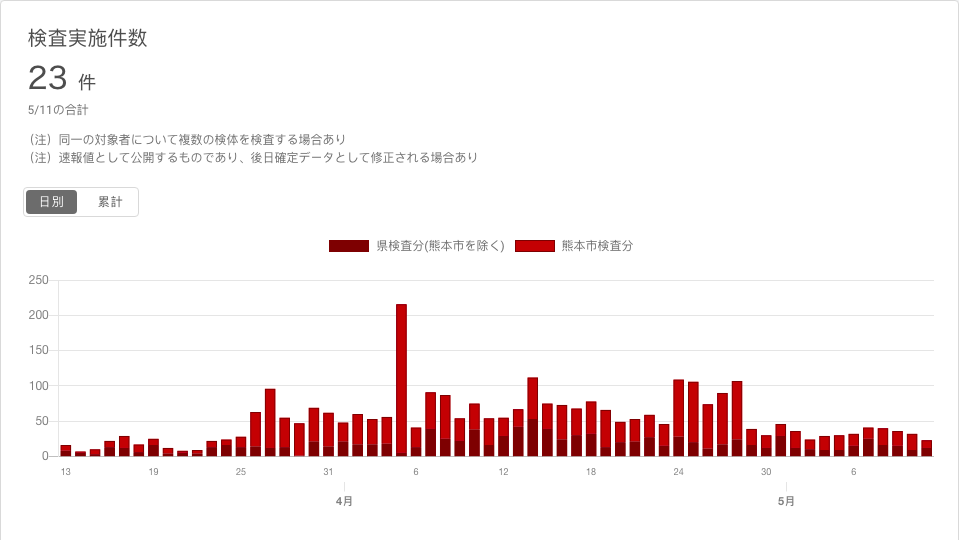 検査実施件数
23 件
5/11の合計
（注）同一の対象者について複数の検体を検査する場合あり
（注）速報値として公開するものであり、後日確定データとして修正される場合あり
日別 累計
県検査分(熊本市を除く) 熊本市検査分
250
200
150
100
50
0
13 19 25 31 6 12 18 24 30 6
4月 5月